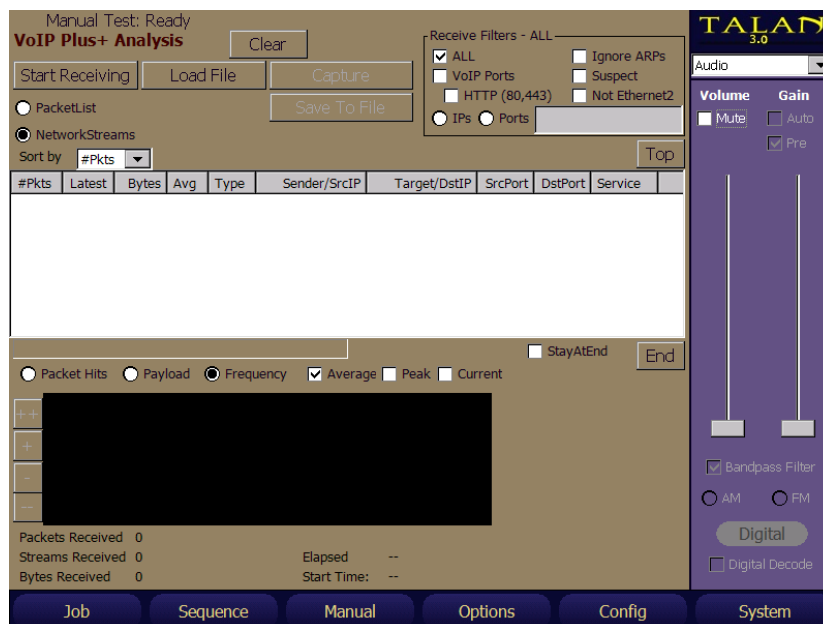 Manual Test: Ready
VoIP Plus+ Analysis
Clear
Start Receiving Load File Capture
Save To File
PacketList
NetworkStreams
Sort by #Pkts
Receive Filters - ALL
ALL Ignore ARPs
VoIP Ports Suspect
HTTP (80,443) Not Ethernet2
IPs Ports
Top
#Pkts Latest Bytes Avg Type Sender/SrcIP Target/DstIP SrcPort DstPort Service
StayAtEnd End
Packet Hits Payload Frequency Average Peak Current
++
+
-
--
Packets Received 0
Streams Received 0 Elapsed --
Bytes Received 0 Start Time: --
TALAN
3.0
Audio
Volume Gain
Mute Auto
Pre
Bandpass Filter
AM FM
Digital
Digital Decode
Job Sequence Manual Options Config System